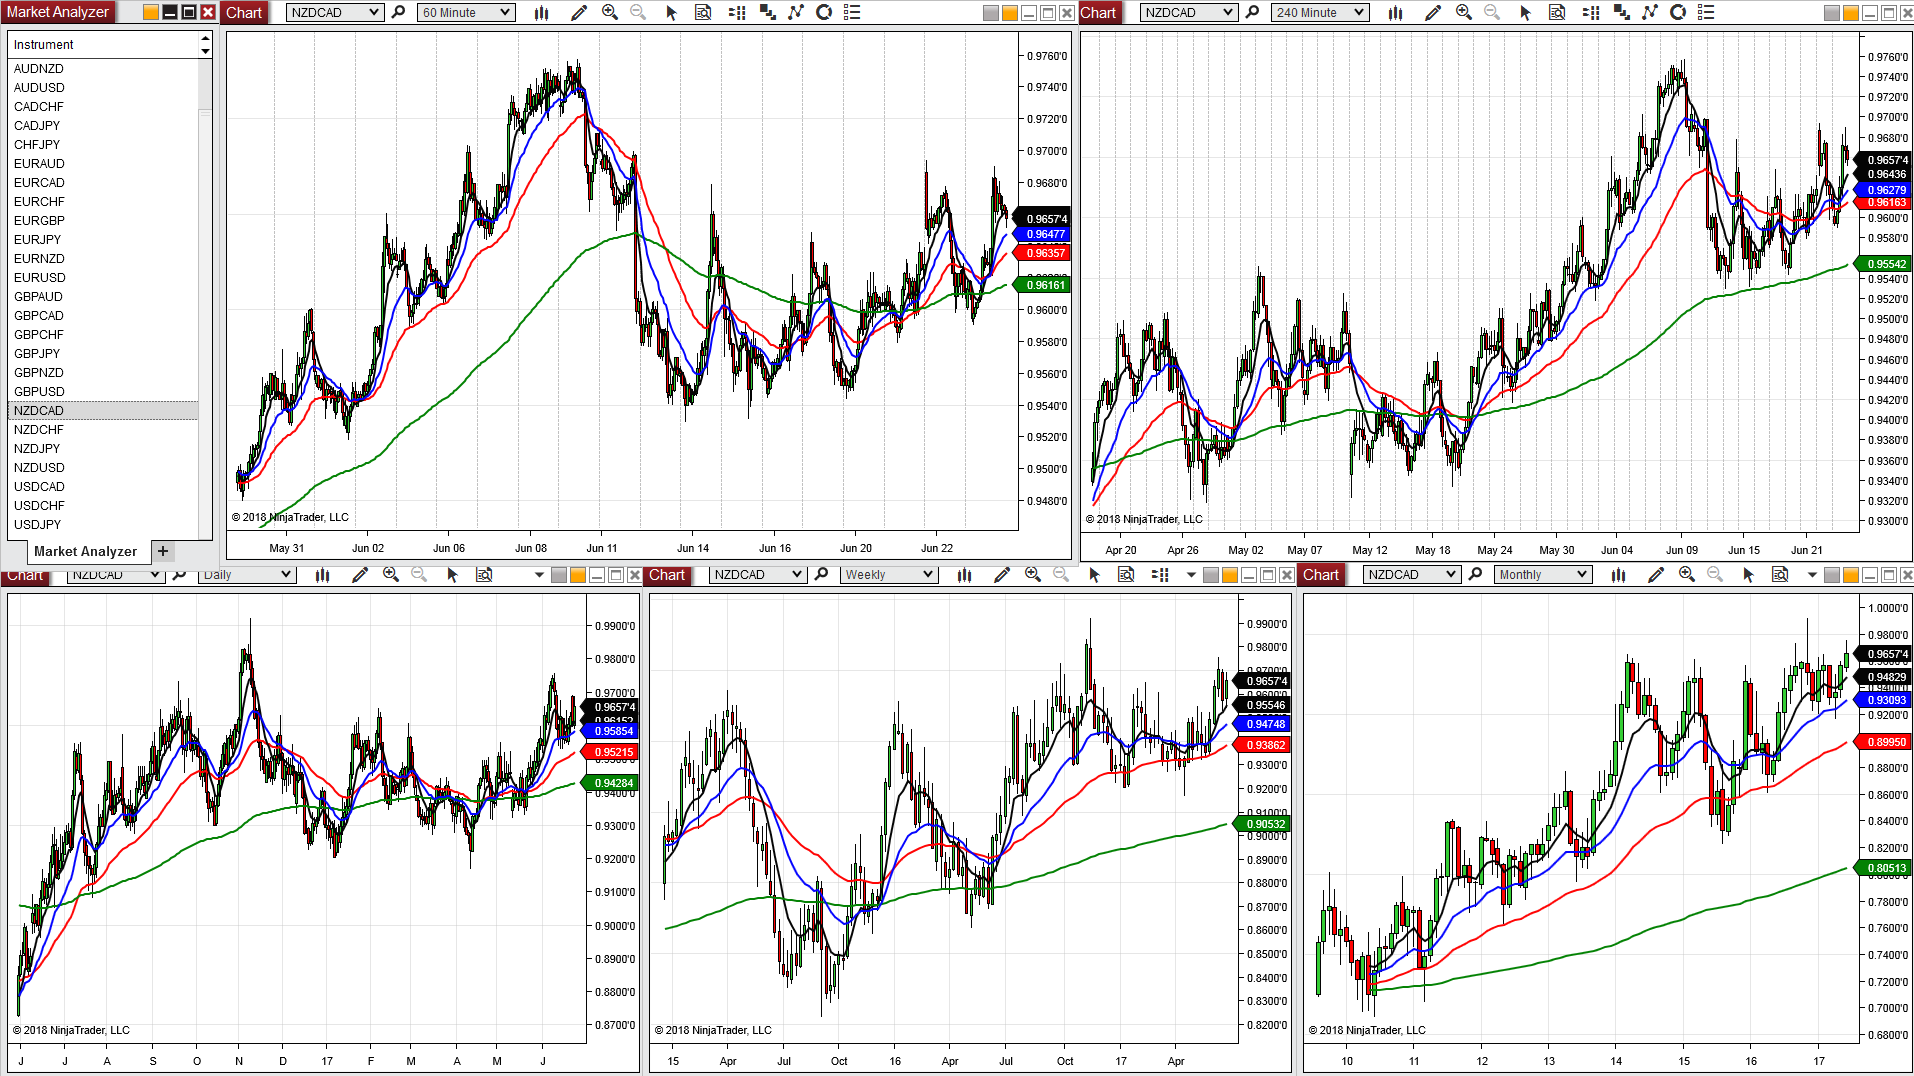 Market Analyzer
Instrument
AUDNZD
AUDUSD
CADCHF
CADJPY
CHFJPY
EURAUD
EURCAD
EURCHF
EURGBP
EURJPY
EURNZD
EURUSD
GBPAUD
GBPCAD
GBPCHF
GBPJPY
GBPNZD
GBPUSD
NZDCAD
NZDCHF
NZDJPY
NZDUSD
USDCAD
USDCHF
USDJPY
Market Analyzer +
Chart NZDCAD 60 Minute
0.9760'0
0.9740'0
0.9720'0
0.9700'0
0.9680'0
0.9657'4
0.96477
0.96357
0.96161
0.9600'0
0.9580'0
0.9560'0
0.9540'0
0.9520'0
0.9500'0
0.9480'0
© 2018 NinjaTrader, LLC
May 31 Jun 02 Jun 06 Jun 08 Jun 11 Jun 14 Jun 16 Jun 20 Jun 22
Chart NZDCAD 240 Minute
0.9760'0
0.9740'0
0.9720'0
0.9700'0
0.9680'0
0.9657'4
0.96436
0.96279
0.96163
0.9600'0
0.9580'0
0.95542
0.9540'0
0.9520'0
0.9500'0
0.9480'0
0.9460'0
0.9440'0
0.9420'0
0.9400'0
0.9380'0
0.9360'0
0.9340'0
0.9320'0
0.9300'0
© 2018 NinjaTrader, LLC
Apr 20 Apr 26 May 02 May 07 May 12 May 18 May 24 May 30 Jun 04 Jun 09 Jun 15 Jun 21
Chart NZDCAD Daily
0.9900'0
0.9800'0
0.9700'0
0.9657'4
0.96152
0.95854
0.95215
0.94284
0.9400'0
0.9300'0
0.9200'0
0.9100'0
0.9000'0
0.8900'0
0.8800'0
0.8700'0
© 2018 NinjaTrader, LLC
J J A S O N D 17 F M A M J
Chart NZDCAD Weekly
0.9900'0
0.9800'0
0.9700'0
0.9657'4
0.95546
0.94748
0.93862
0.9300'0
0.9200'0
0.9100'0
0.90532
0.9000'0
0.8900'0
0.8800'0
0.8700'0
0.8600'0
0.8500'0
0.8400'0
0.8300'0
0.8200'0
© 2018 NinjaTrader, LLC
15 Apr Jul Oct 16 Apr Jul Oct 17 Apr
Chart NZDCAD Monthly
1.0000'0
0.9800'0
0.9657'4
0.94829
0.93093
0.9200'0
0.89950
0.8800'0
0.8600'0
0.8400'0
0.8200'0
0.80513
0.7800'0
0.7600'0
0.7400'0
0.7200'0
0.7000'0
0.6800'0
© 2018 NinjaTrader, LLC
10 11 12 13 14 15 16 17